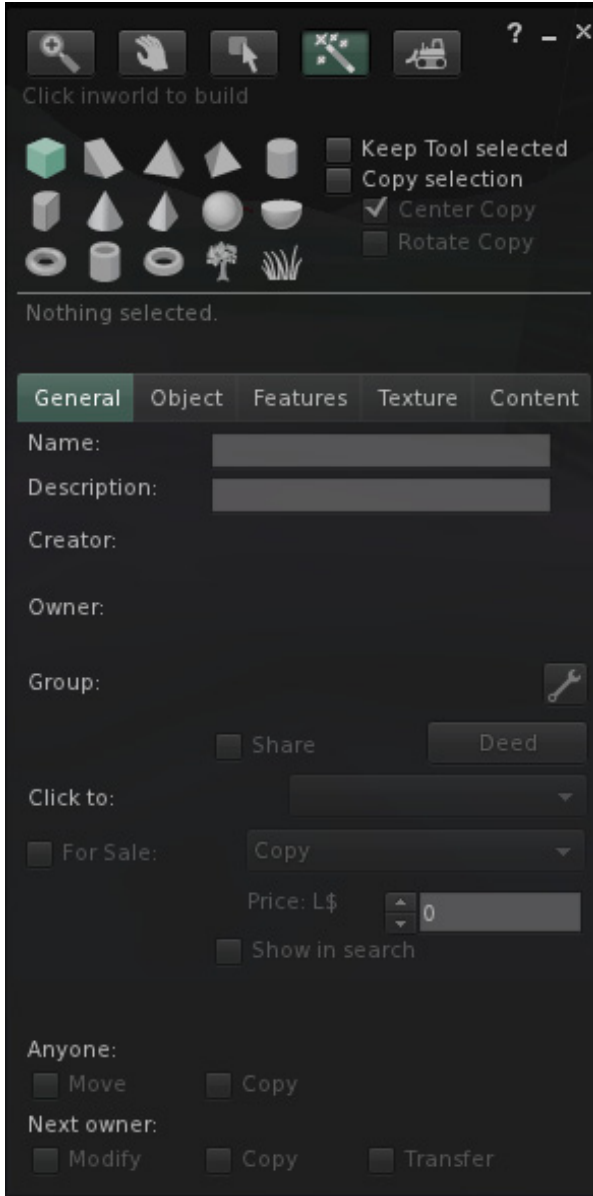 ?
Click inworld to build
Keep Tool selected
Copy selection
Center Copy
Rotate Copy
Nothing selected.
General Object Features Texture Content
Name:
Description:
Creator:
Owner:
Group:
Share Deed
Click to:
For Sale: Copy
Price: L$ 0
Show in search
Anyone:
Move Copy
Next owner:
Modify Copy Transfer